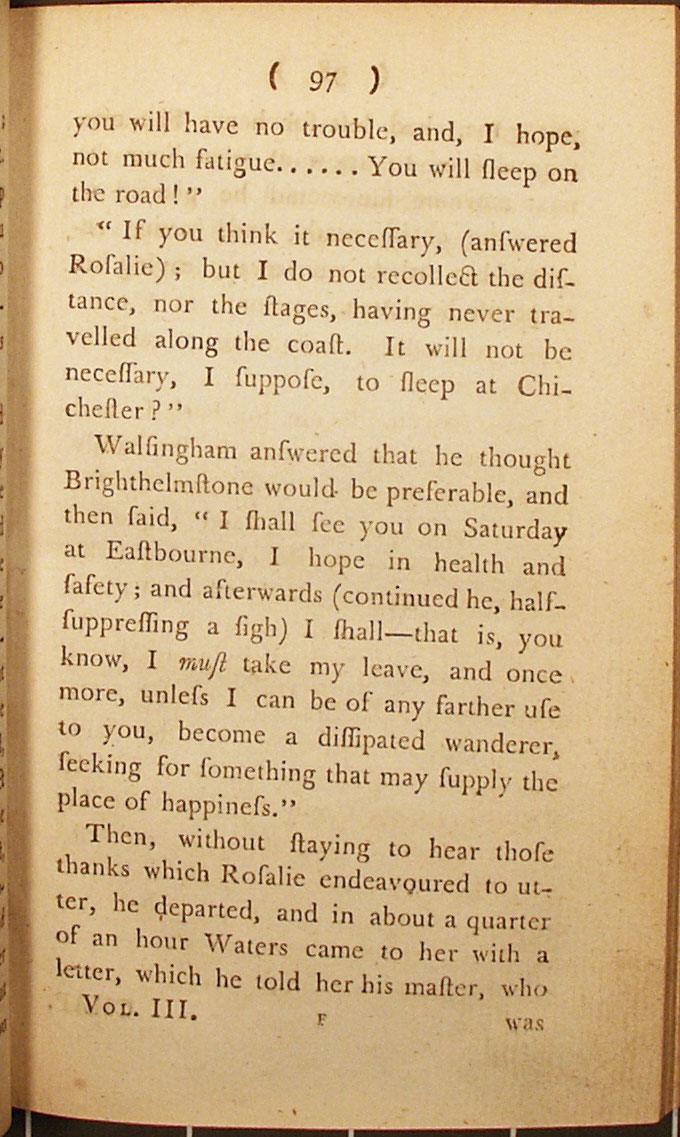 ( 97 )
you will have no trouble, and, I hope,
not much fatigue...... You will ſleep on
the road!”
“ If you think it neceſſary, (anſwered
Roſalie) ; but I do not recollect the diſ-
tance, nor the ſtages, having never tra-
velled along the coaſt. It will not be
neceſſary, I ſuppoſe, to ſleep at Chi-
cheſter?”
Walſingham anſwered that he thought
Brighthelmſtone would be preferable, and
then ſaid, “ I ſhall ſee you on Saturday
at Eaſtbourne, I hope in health and
ſafety; and afterwards (continued he, half-
ſuppreſſing a ſigh) I ſhall—that is, you
know, I muſt take my leave, and once
more, unleſs I can be of any farther uſe
to you, become a diſſipated wanderer,
ſeeking for ſomething that may ſupply the
place of happineſs.”
Then, without ſtaying to hear thoſe
thanks which Roſalie endeavoured to ut-
ter, he departed, and in about a quarter
of an hour Waters came to her with a
letter, which he told her his maſter, who
VOL. III. F was